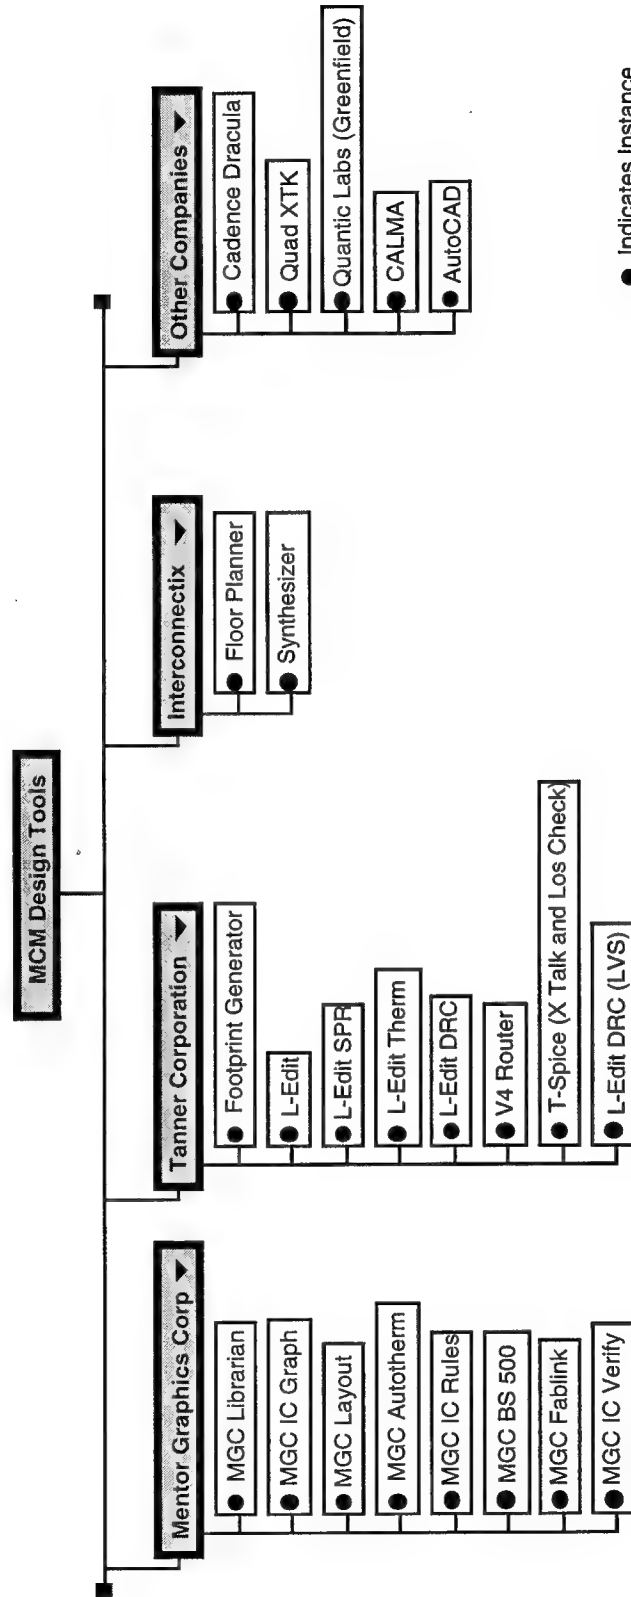 MCM Design Tools
Mentor Graphics Corp
MGC Librarian
MGC IC Graph
MGC Layout
MGC Autotherm
MGC IC Rules
MGC BS 500
MGC Fablink
MGC IC Verify
Tanner Corporation
Footprint Generator
L-Edit
L-Edit SPR
L-Edit Therm
L-Edit DRC
V4 Router
T-Spice (X Talk and Los Check)
L-Edit DRC (LVS)
Interconnectix
Floor Planner
Synthesizer
Other Companies
Cadence Dracula
Quad XTK
Quantic Labs (Greenfield)
CALMA
AutoCAD
Indicates Instance